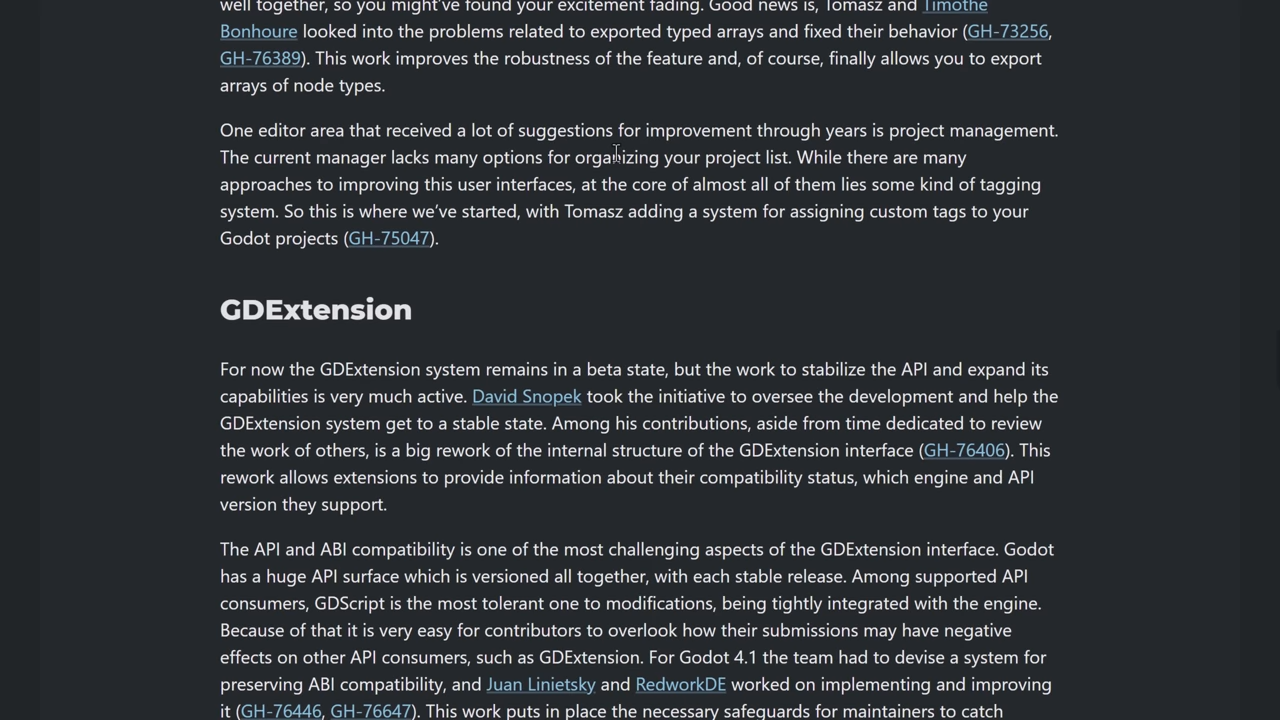 well together, so you might've found your excitement fading. Good news is, Tomasz and Timothe
Bonhoure looked into the problems related to exported typed arrays and fixed their behavior (GH-73256,
GH-76389). This work improves the robustness of the feature and, of course, finally allows you to export
arrays of node types.
One editor area that received a lot of suggestions for improvement through years is project management.
The current manager lacks many options for organizing your project list. While there are many
approaches to improving this user interfaces, at the core of almost all of them lies some kind of tagging
system. So this is where we've started, with Tomasz adding a system for assigning custom tags to your
Godot projects (GH-75047).
GDExtension
For now the GDExtension system remains in a beta state, but the work to stabilize the API and expand its
capabilities is very much active. David Snopek took the initiative to oversee the development and help the
GDExtension system get to a stable state. Among his contributions, aside from time dedicated to review
the work of others, is a big rework of the internal structure of the GDExtension interface (GH-76406). This
rework allows extensions to provide information about their compatibility status, which engine and API
version they support.
The API and ABI compatibility is one of the most challenging aspects of the GDExtension interface. Godot
has a huge API surface which is versioned all together, with each stable release. Among supported API
consumers, GDScript is the most tolerant one to modifications, being tightly integrated with the engine.
Because of that it is very easy for contributors to overlook how their submissions may have negative
effects on other API consumers, such as GDExtension. For Godot 4.1 the team had to devise a system for
preserving ABI compatibility, and Juan Linietsky and RedworkDE worked on implementing and improving
it (GH-76446, GH-76647). This work puts in place the necessary safeguards for maintainers to catch